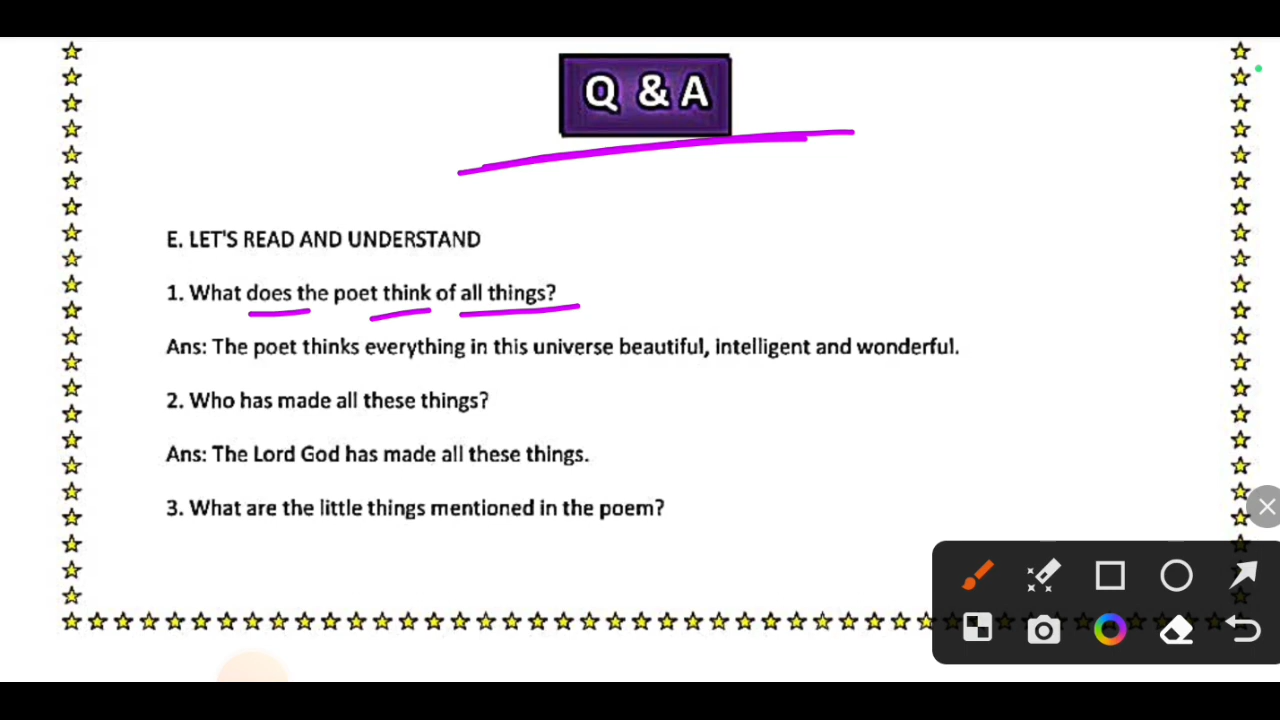 Q & A
E. LET'S READ AND UNDERSTAND
1. What does the poet think of all things?
Ans: The poet thinks everything in this universe beautiful, intelligent and wonderful.
2. Who has made all these things?
Ans: The Lord God has made all these things.
3. What are the little things mentioned in the poem?